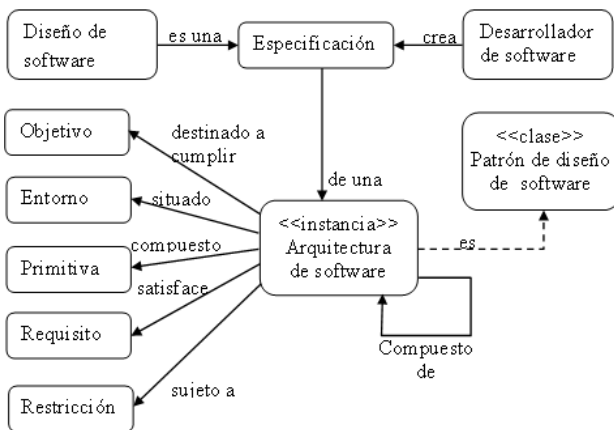 Diseño de
software
es una
Especificación
crea
Desarrollador
de software
Objetivo
destinado a
cumplir
<<clase>>
Patrón de diseño
de software
Entorno
situado
de una
<<instancia>>
Arquitectura
de software
es
compuesto
Primitiva
satisface
Requisito
Compuesto
de
sujeto a
Restricción